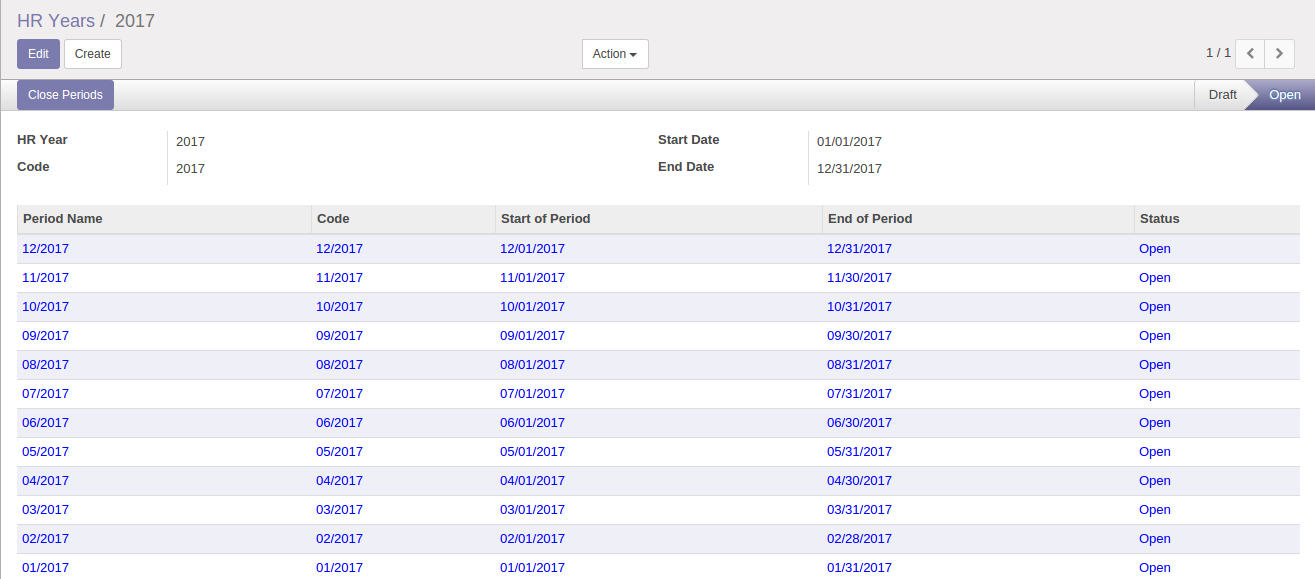 HR Years / 2017
Edit Create Action 1 / 1
Close Periods Draft Open
HR Year 2017 Start Date 01/01/2017
Code 2017 End Date 12/31/2017
Period Name Code Start of Period End of Period Status
12/2017 12/2017 12/01/2017 12/31/2017 Open
11/2017 11/2017 11/01/2017 11/30/2017 Open
10/2017 10/2017 10/01/2017 10/31/2017 Open
09/2017 09/2017 09/01/2017 09/30/2017 Open
08/2017 08/2017 08/01/2017 08/31/2017 Open
07/2017 07/2017 07/01/2017 07/31/2017 Open
06/2017 06/2017 06/01/2017 06/30/2017 Open
05/2017 05/2017 05/01/2017 05/31/2017 Open
04/2017 04/2017 04/01/2017 04/30/2017 Open
03/2017 03/2017 03/01/2017 03/31/2017 Open
02/2017 02/2017 02/01/2017 02/28/2017 Open
01/2017 01/2017 01/01/2017 01/31/2017 Open